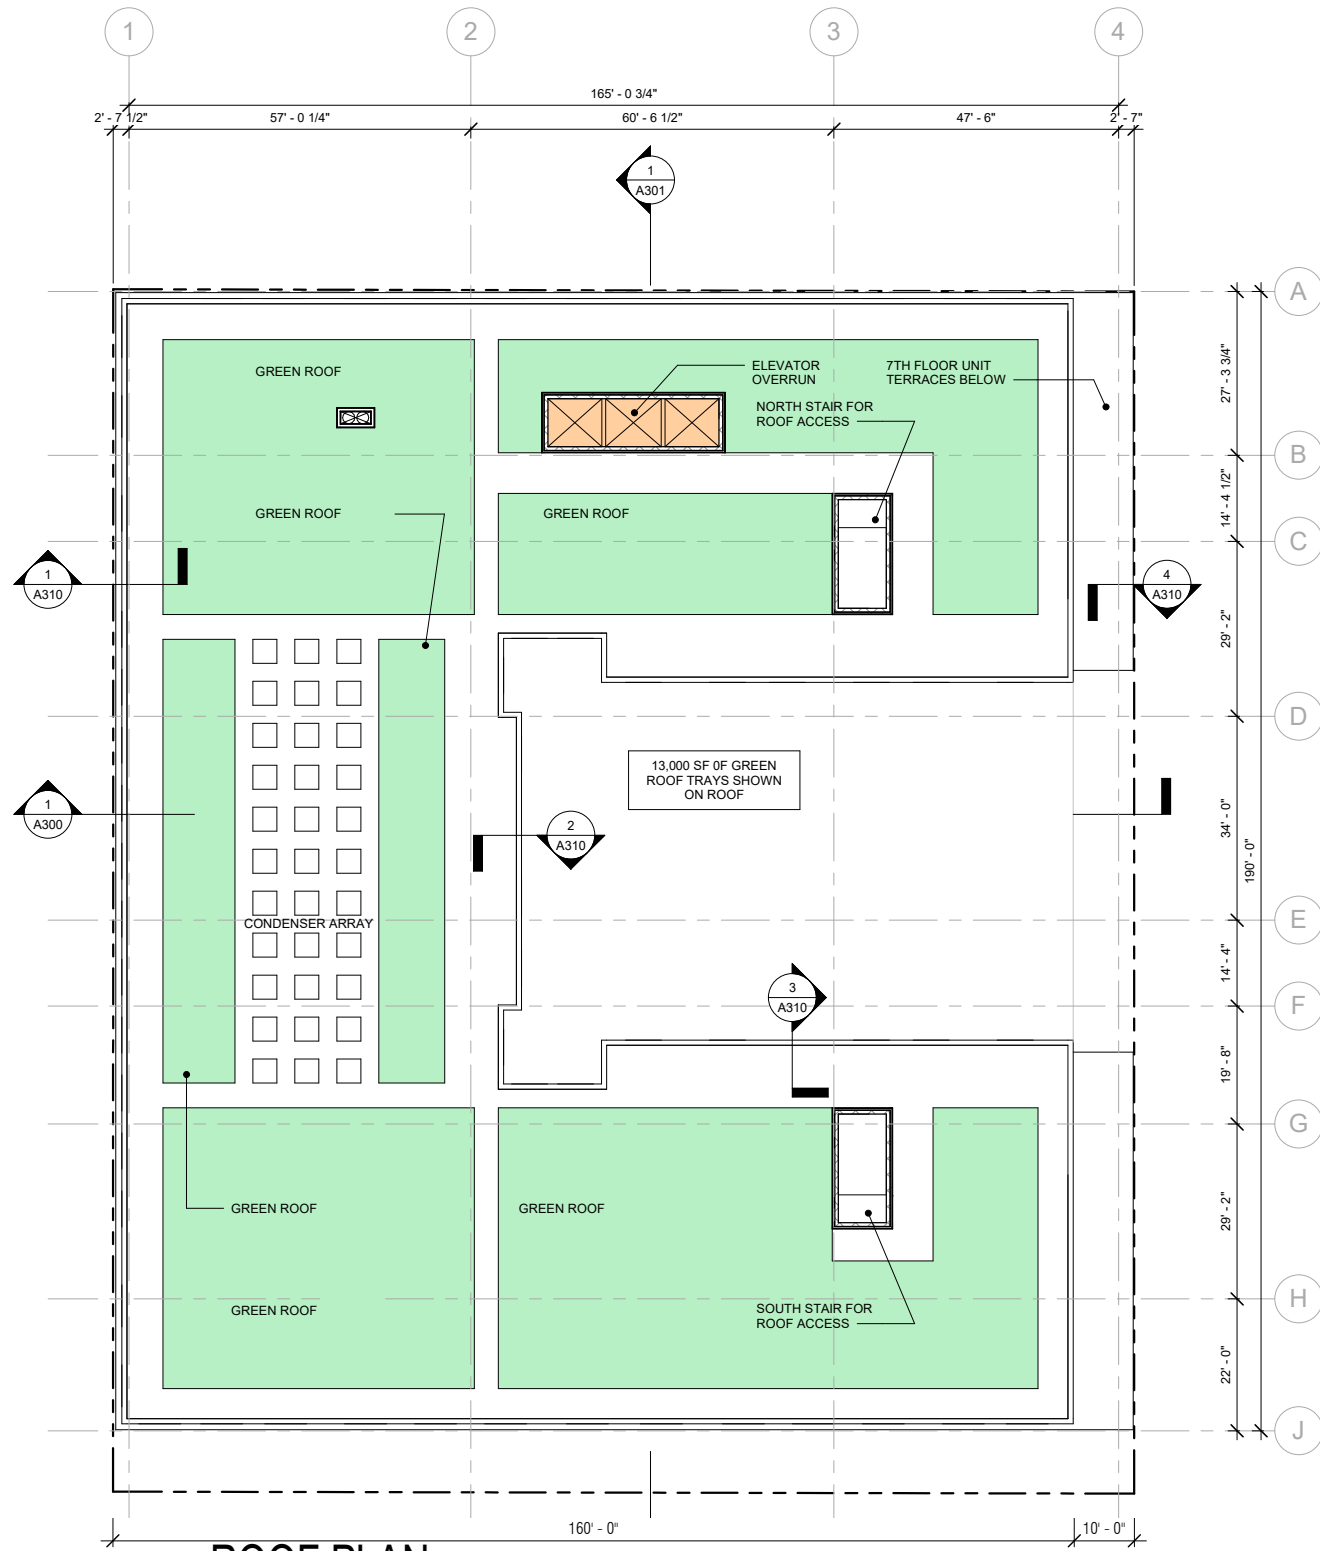 1
2
3
4
165' - 0 3/4"
2' - 7 1/2"
57' - 0 1/4"
60' - 6 1/2"
47' - 6"
2' - 7"
1
A301
A
GREEN ROOF
ELEVATOR
OVERRUN
7TH FLOOR UNIT
TERRACES BELOW
27' - 3 3/4"
NORTH STAIR FOR
ROOF ACCESS
B
GREEN ROOF
GREEN ROOF
14' - 4 1/2"
C
1
A310
4
A310
29' - 2"
D
13,000 SF 0F GREEN
ROOF TRAYS SHOWN
ON ROOF
1
A300
2
A310
34' - 0"
190' - 0"
CONDENSER ARRAY
E
14' - 4"
3
A310
F
19' - 8"
G
GREEN ROOF
GREEN ROOF
29' - 2"
GREEN ROOF
SOUTH STAIR FOR
ROOF ACCESS
H
22' - 0"
J
160' - 0"
10' - 0"
ROOF PLAN